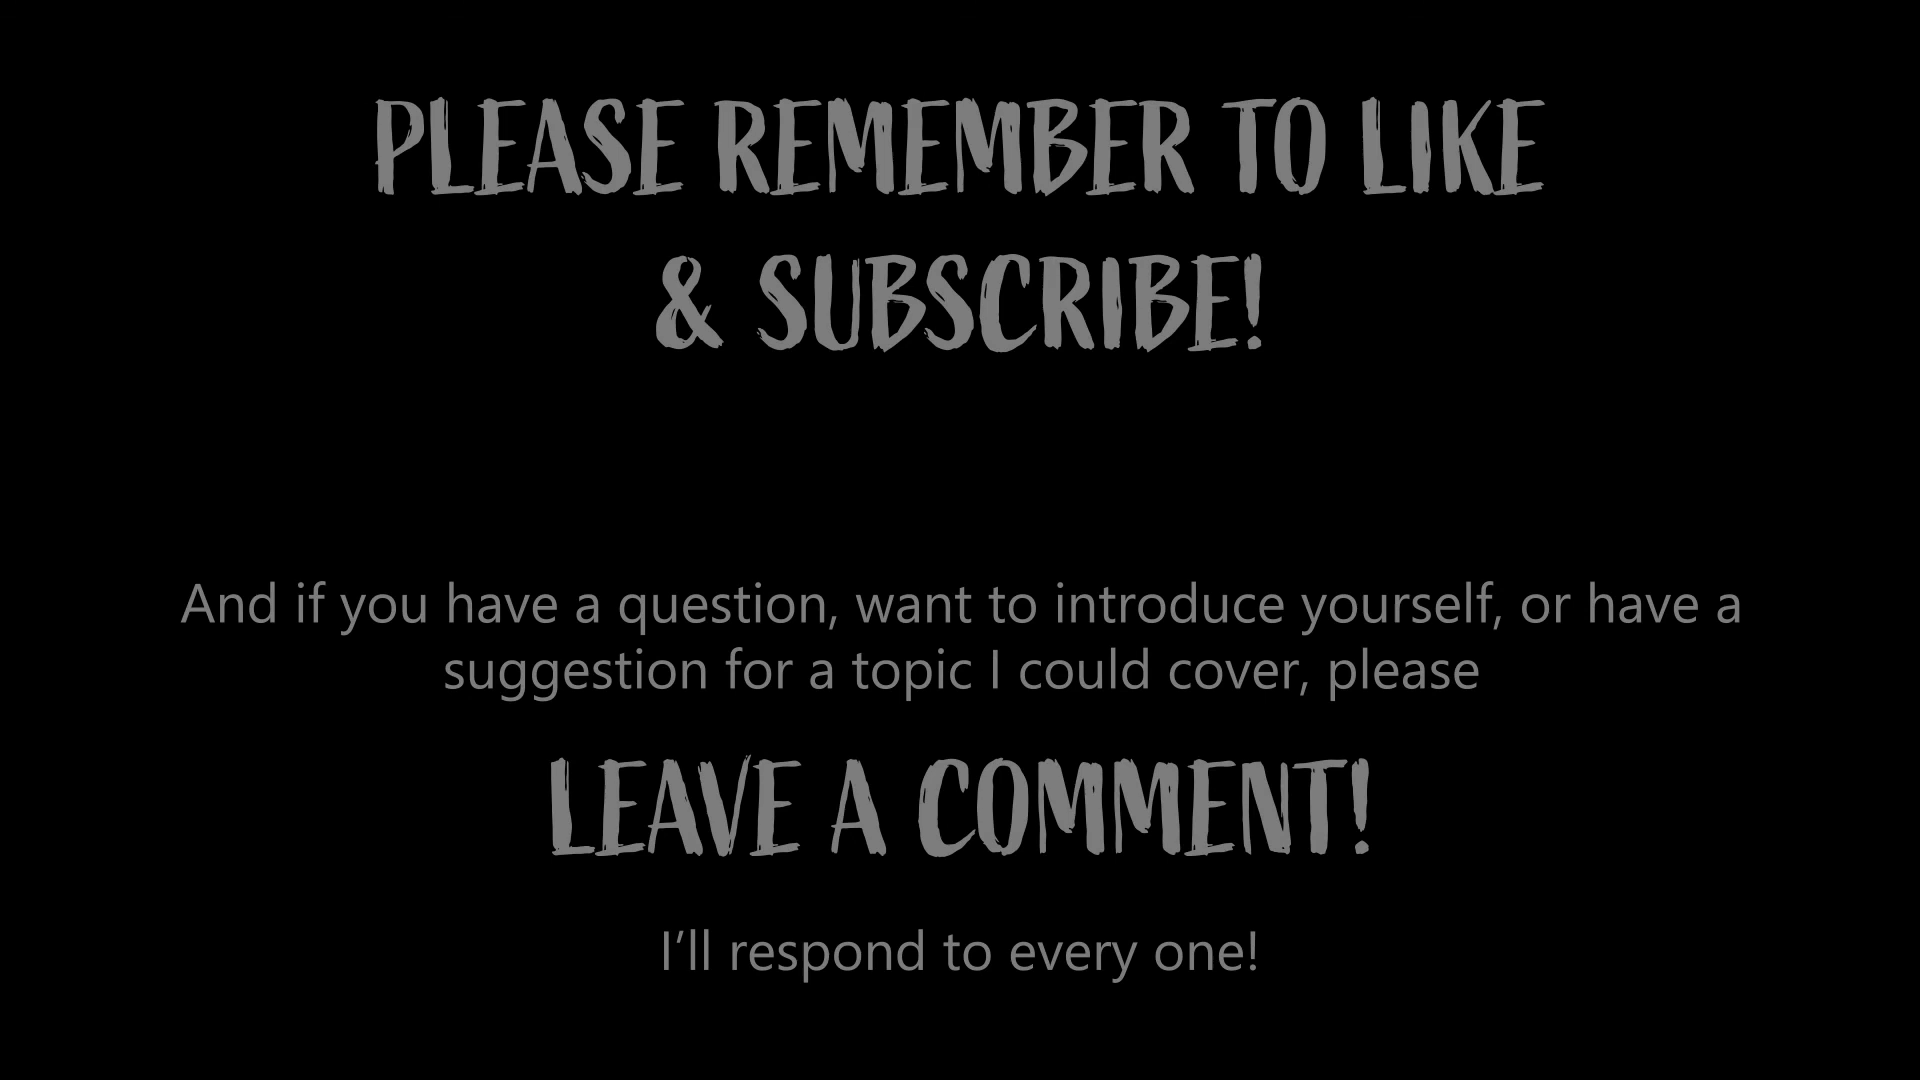 PLEASE REMEMBER TO LIKE
& SUBSCRIBE!
And if you have a question, want to introduce yourself, or have a
suggestion for a topic I could cover, please
LEAVE A COMMENT!
I’ll respond to every one!